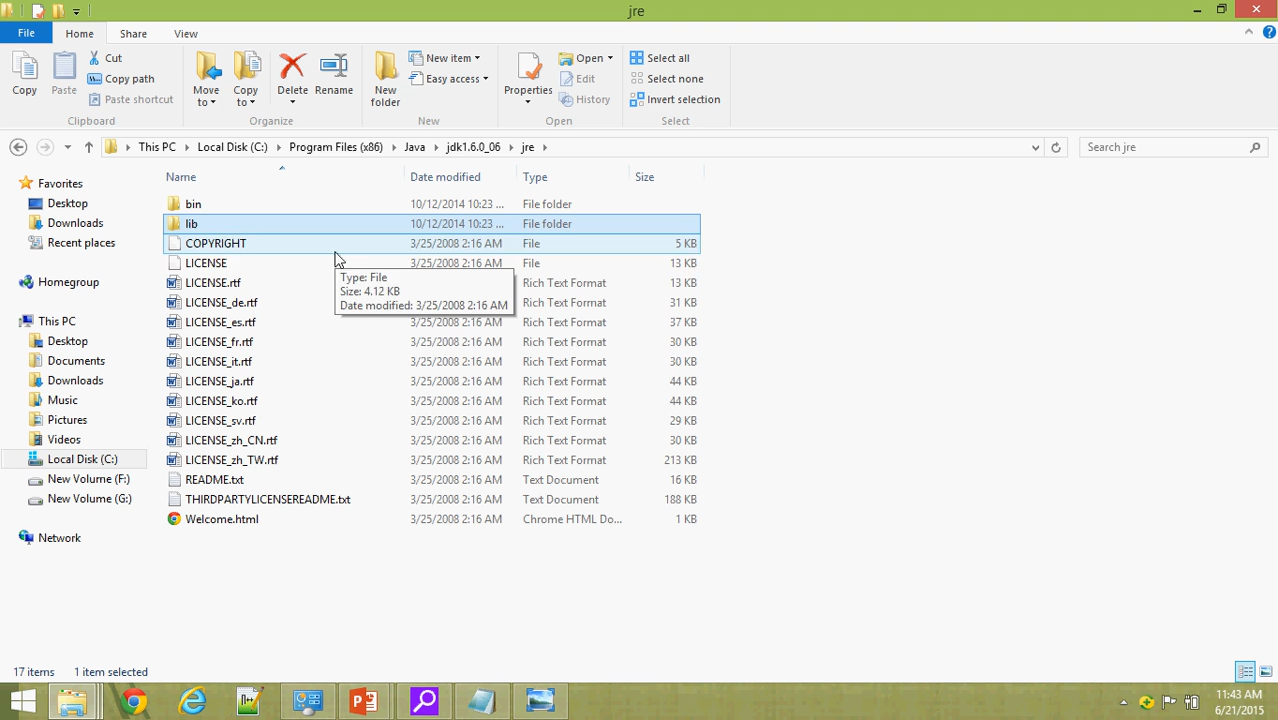 jre
File Home Share View
Copy
Paste
Cut
Copy path
Paste shortcut
Clipboard
Move to
Copy to
Delete
Rename
Organize
New folder
New item
Easy access
New
Properties
Open
Edit
History
Open
Select all
Select none
Invert selection
Select
This PC Local Disk (C:) Program Files (x86) Java jdk1.6.0_06 jre
Search jre
Name Date modified Type Size
Favorites
Desktop
Downloads
Recent places
Homegroup
This PC
Desktop
Documents
Downloads
Music
Pictures
Videos
Local Disk (C:)
New Volume (F:)
New Volume (G:)
Network
bin 10/12/2014 10:23 ... File folder
lib 10/12/2014 10:23 ... File folder
COPYRIGHT 3/25/2008 2:16 AM File 5 KB
LICENSE 3/25/2008 2:16 AM File 13 KB
LICENSE.rtf Rich Text Format 13 KB
LICENSE_de.rtf Rich Text Format 31 KB
LICENSE_es.rtf 3/25/2008 2:16 AM Rich Text Format 37 KB
LICENSE_fr.rtf 3/25/2008 2:16 AM Rich Text Format 30 KB
LICENSE_it.rtf 3/25/2008 2:16 AM Rich Text Format 30 KB
LICENSE_ja.rtf 3/25/2008 2:16 AM Rich Text Format 44 KB
LICENSE_ko.rtf 3/25/2008 2:16 AM Rich Text Format 44 KB
LICENSE_sv.rtf 3/25/2008 2:16 AM Rich Text Format 29 KB
LICENSE_zh_CN.rtf 3/25/2008 2:16 AM Rich Text Format 30 KB
LICENSE_zh_TW.rtf 3/25/2008 2:16 AM Rich Text Format 213 KB
README.txt 3/25/2008 2:16 AM Text Document 16 KB
THIRDPARTYLICENSEREADME.txt 3/25/2008 2:16 AM Text Document 188 KB
Welcome.html 3/25/2008 2:16 AM Chrome HTML Do... 1 KB
Type: File
Size: 4.12 KB
Date modified: 3/25/2008 2:16 AM
17 items 1 item selected
11:43 AM
6/21/2015